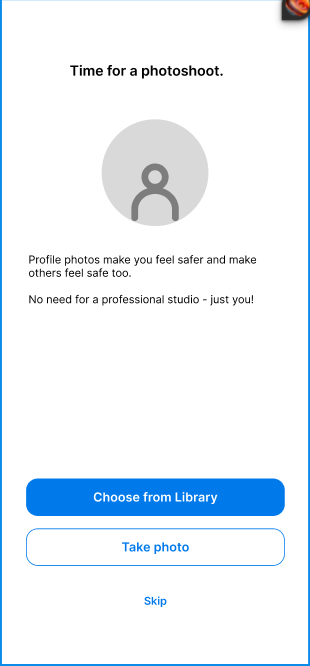 Time for a photoshoot.
Profile photos make you feel safer and make
others feel safe too.
No need for a professional studio - just you!
Choose from Library
Take photo
Skip